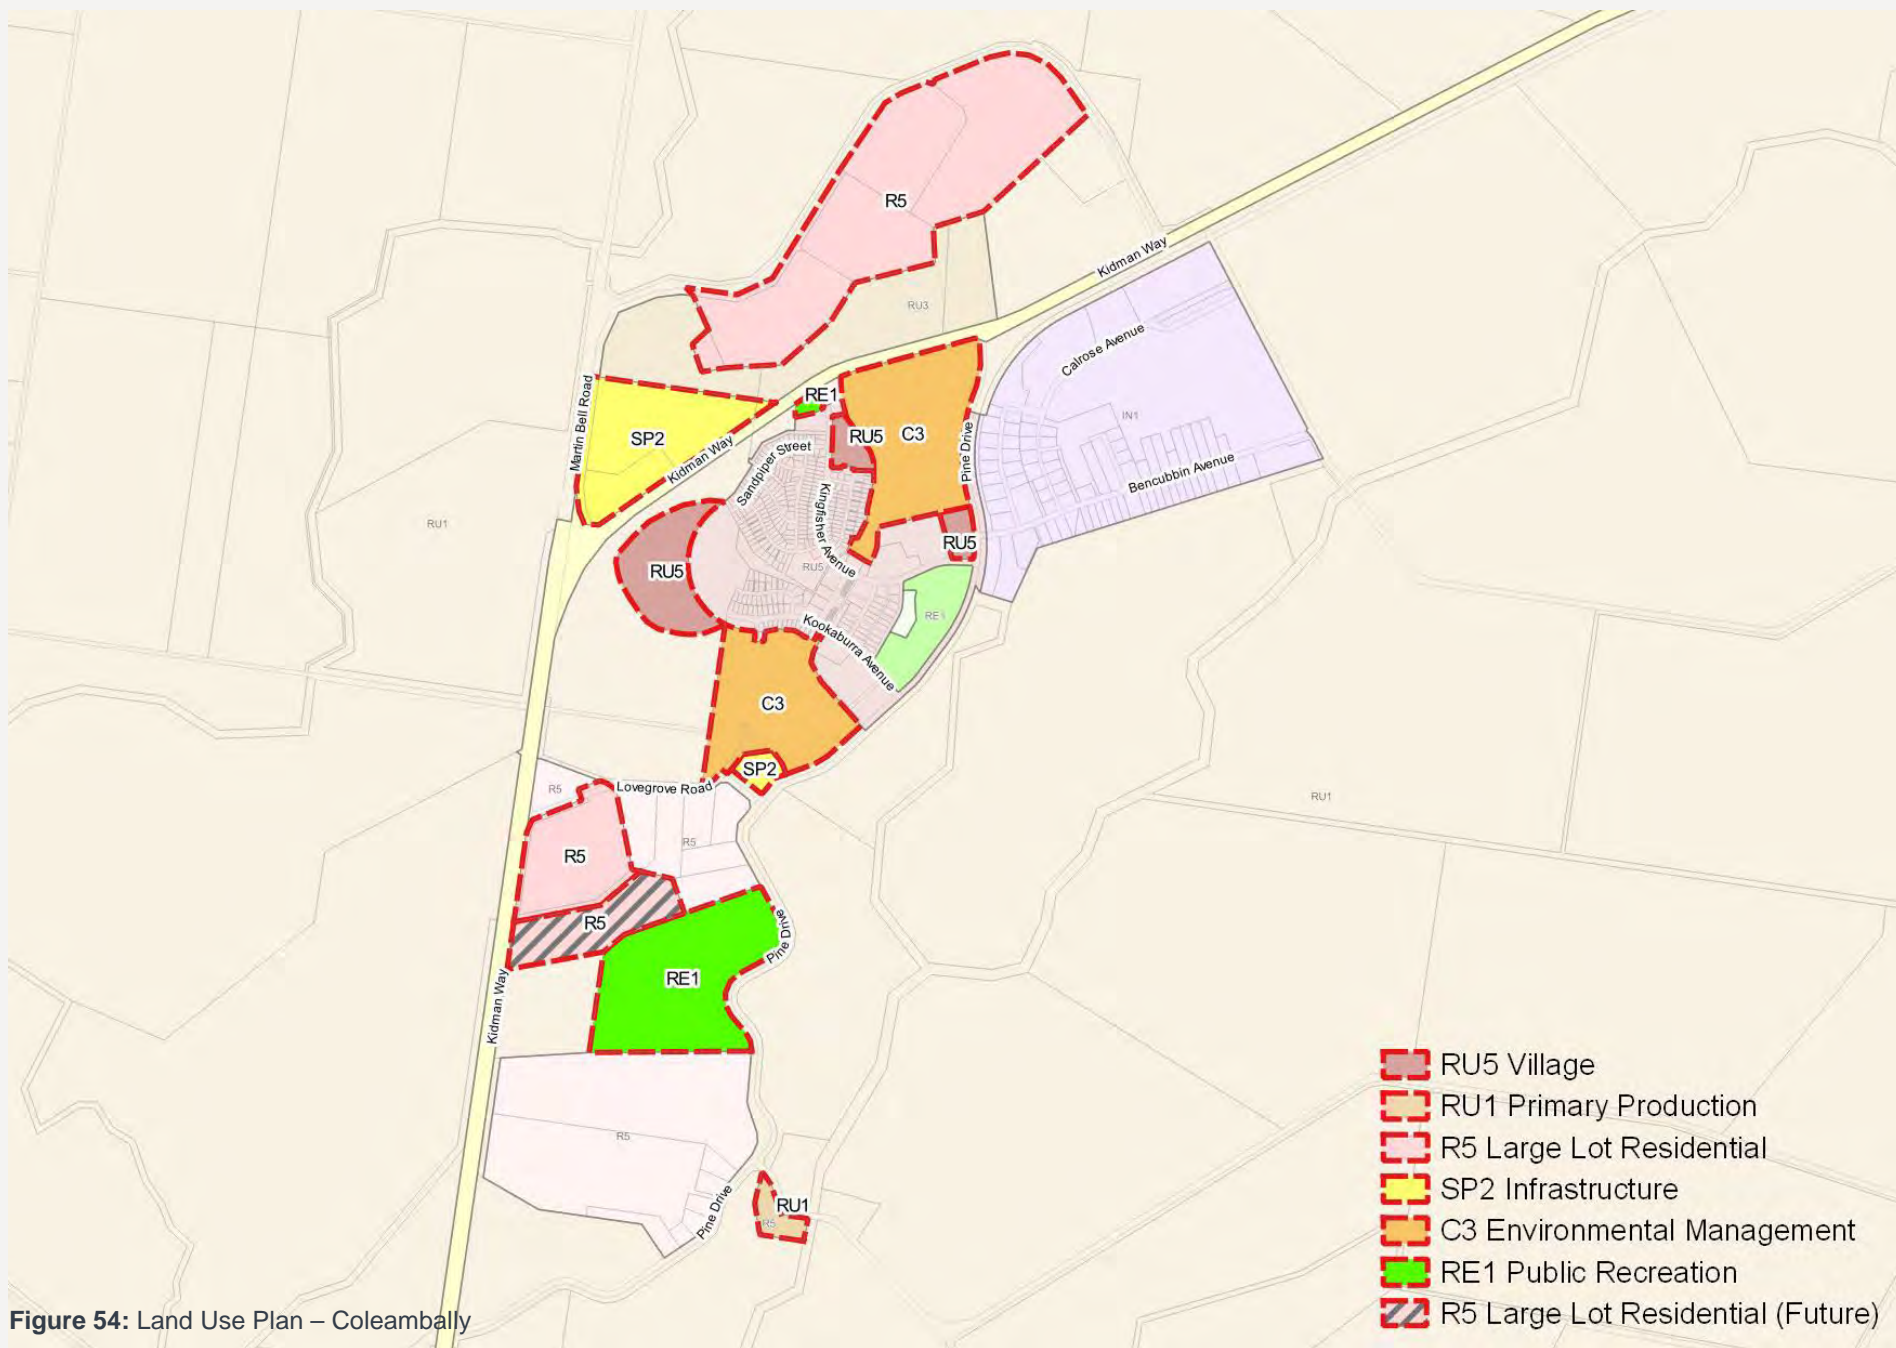 R5
Kidman Way
RU3
Calrose Avenue
Martin Bell Road
RE1
IN1
SP2
RU5
C3
Kidman Way
Sandpiper Street
Pine Drive
Bencubbin Avenue
Kingfisher Avenue
RU1
RU5
RU5
RU5
RE1
Kookaburra Avenue
C3
SP2
Lovegrove Road
R5
RU1
R5
R5
R5
Pine Drive
RE1
Kidman Way
R5
Pine Drive
RU1
R5
RU5 Village
RU1 Primary Production
R5 Large Lot Residential
SP2 Infrastructure
C3 Environmental Management
RE1 Public Recreation
R5 Large Lot Residential (Future)
Figure 54: Land Use Plan – Coleambally